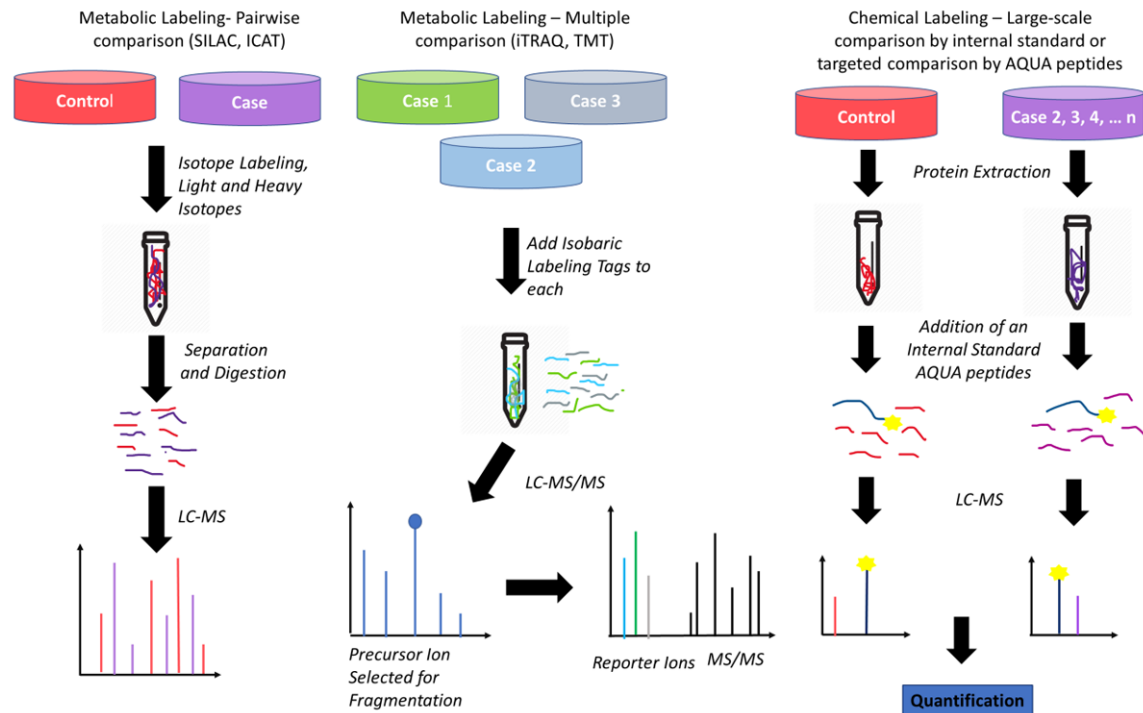 Metabolic Labeling- Pairwise
comparison (SILAC, ICAT)
Control
Case
Isotope Labeling,
Light and Heavy
Isotopes
Separation
and Digestion
LC-MS
Metabolic Labeling – Multiple
comparison (iTRAQ, TMT)
Case 1
Case 3
Case 2
Add Isobaric
Labeling Tags to
each
LC-MS/MS
Precursor Ion
Selected for
Fragmentation
Reporter Ions
MS/MS
Chemical Labeling – Large-scale
comparison by internal standard or
targeted comparison by AQUA peptides
Control
Case 2, 3, 4, ... n
Protein Extraction
Addition of an
Internal Standard
AQUA peptides
LC-MS
Quantification